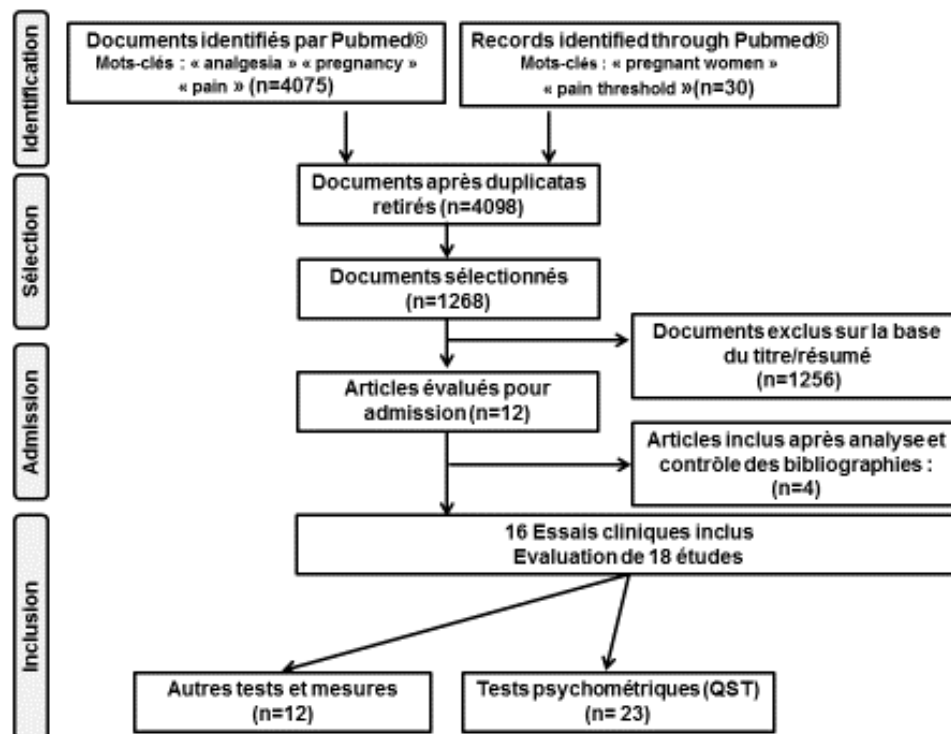 Identification
Documents identifiés par Pubmed®
Mots-clés : « analgesia » « pregnancy »
« pain » (n=4075)
Records identified through Pubmed®
Mots-clés : « pregnant women »
« pain threshold »(n=30)
Sélection
Documents après duplicatas
retirés (n=4098)
Documents sélectionnés
(n=1268)
Documents exclus sur la base
du titre/résumé
(n=1256)
Admission
Articles évalués pour
admission (n=12)
Articles inclus après analyse et
contrôle des bibliographies :
(n=4)
Inclusion
16 Essais cliniques inclus
Evaluation de 18 études
Autres tests et mesures
(n=12)
Tests psychométriques (QST)
(n= 23)